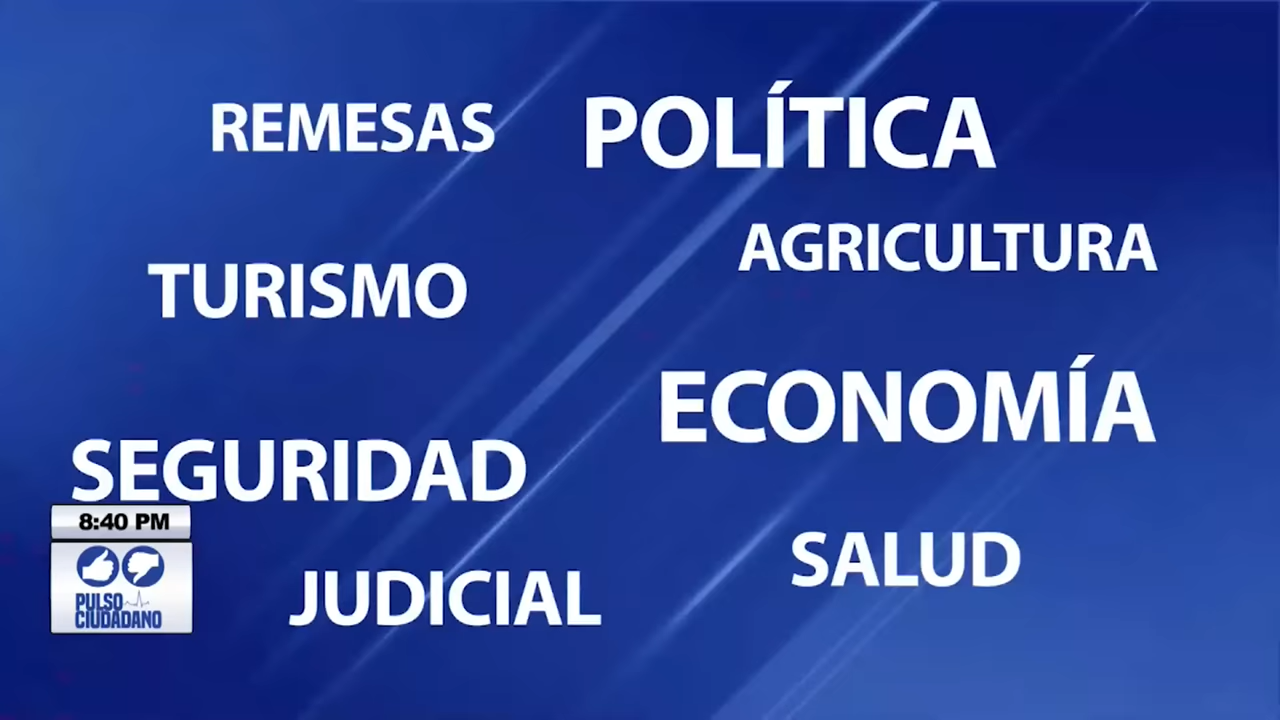 REMESAS
POLÍTICA
AGRICULTURA
TURISMO
ECONOMÍA
SEGURIDAD
8:40 PM
PULSO
CIUDADANO
SALUD
JUDICIAL